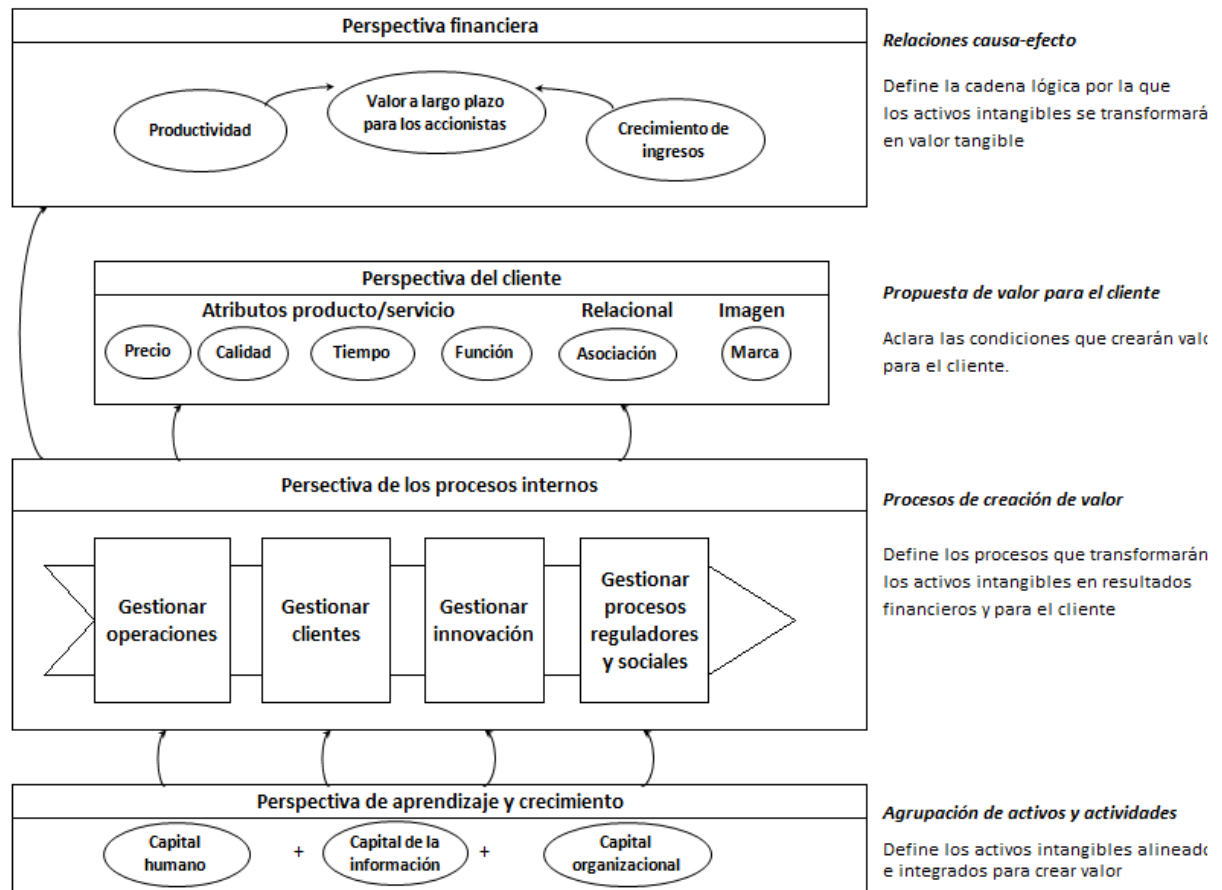 Perspectiva financiera
Productividad
Valor a largo plazo
para los accionistas
Crecimiento de
ingresos
Relaciones causa-efecto
Define la cadena lógica por la que
los activos intangibles se transformará
en valor tangible
Perspectiva del cliente
Atributos producto/servicio Relacional Imagen
Precio Calidad Tiempo Función Asociación Marca
Propuesta de valor para el cliente
Aclara las condiciones que crearán valo
para el cliente.
Persectiva de los procesos internos
Gestionar
operaciones
Gestionar
clientes
Gestionar
innovación
Gestionar
procesos
reguladores
y sociales
Procesos de creación de valor
Define los procesos que transformarán
los activos intangibles en resultados
financieros y para el cliente
Perspectiva de aprendizaje y crecimiento
Capital
humano
+
Capital de la
información
+
Capital
organizacional
Agrupación de activos y actividades
Define los activos intangibles alineado
e integrados para crear valor